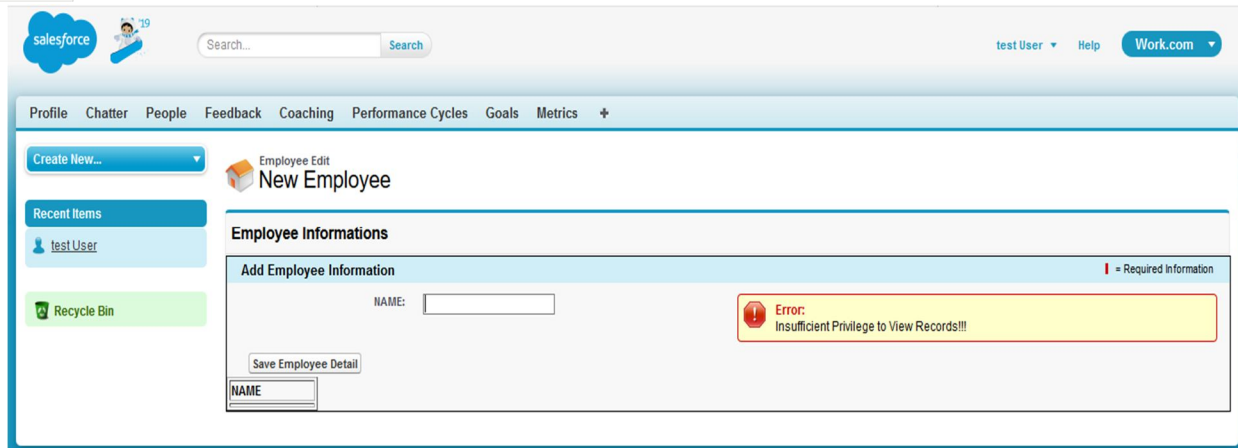 salesforce '19
Search... Search test User Help Work.com
Profile Chatter People Feedback Coaching Performance Cycles Goals Metrics +
Create New...
Recent Items
test User
Recycle Bin
Employee Edit
New Employee
Employee Informations
Add Employee Information = Required Information
NAME:
Error:
Insufficient Privilege to View Records!!!
Save Employee Detail
NAME